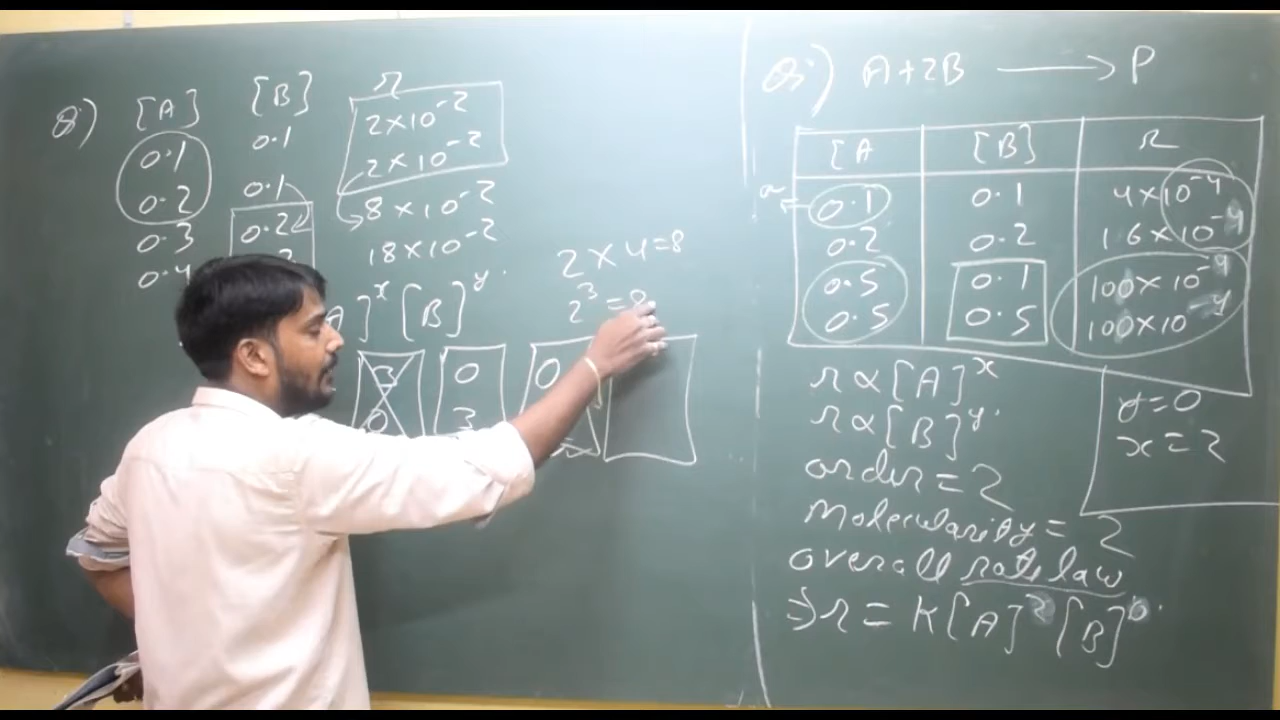 Q) [A] [B] r
0.1 0.1 2×10⁻²
0.2 0.1 2×10⁻²
0.3 0.2 8×10⁻²
0.4 18×10⁻²
]ˣ [B]ʸ
2×4=8
2³=8
3 0 0
0 3
Q) A+2B ⟶ P
[A [B] r
a 0.1 0.1 4×10⁻⁴
0.2 0.2 16×10⁻⁴
0.5 0.1 100×10⁻⁴
0.5 0.5 100×10⁻⁴
r∝[A]ˣ
r∝[B]ʸ
y=0
x=2
order=2
Molecularity=2
overall rate law
⇒r=K[A]²[B]⁰